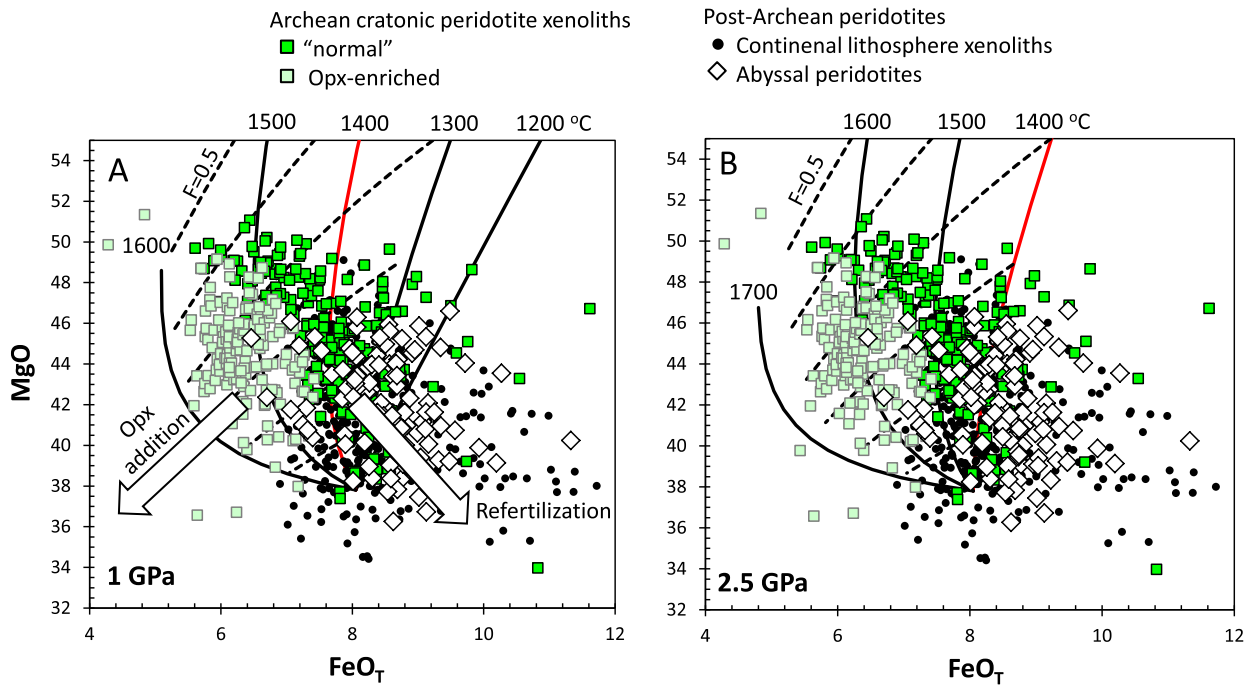 Archean cratonic peridotite xenoliths
“normal”
Opx-enriched
Post-Archean peridotites
Continenal lithosphere xenoliths
Abyssal peridotites
1500 1400 1300 1200 °C
A
F=0.5
1600
MgO
54
52
50
48
46
44
42
40
38
36
34
32
Opx
addition
Refertilization
1 GPa
4 6 8 10 12
FeOT
1600 1500 1400 °C
B
F=0.5
1700
54
52
50
48
46
44
42
40
38
36
34
32
2.5 GPa
4 6 8 10 12
FeOT